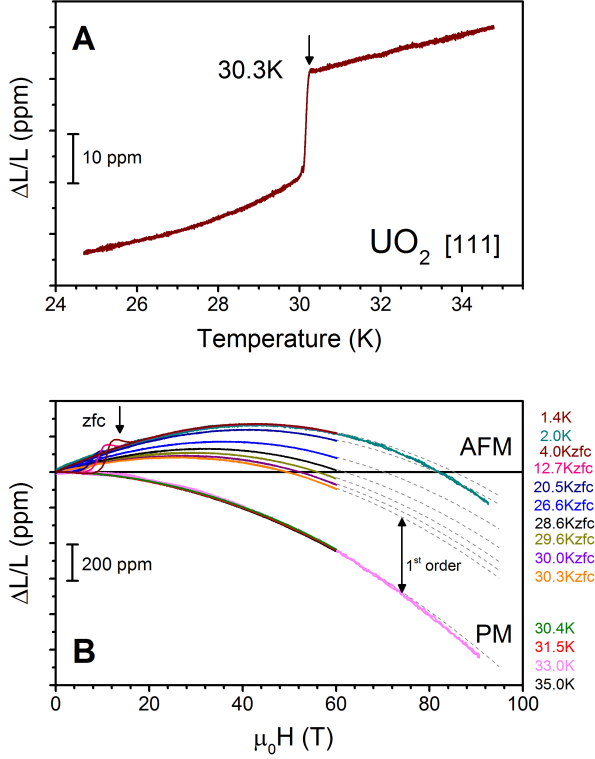 A
30.3K
10 ppm
ΔL/L (ppm)
UO2 [111]
24 26 28 30 32 34
Temperature (K)
zfc
AFM
1.4K
2.0K
4.0Kzfc
12.7Kzfc
20.5Kzfc
26.6Kzfc
28.6Kzfc
29.6Kzfc
30.0Kzfc
30.3Kzfc
ΔL/L (ppm)
200 ppm
1st order
B
PM
30.4K
31.5K
33.0K
35.0K
0 20 40 60 80 100
μ0H (T)